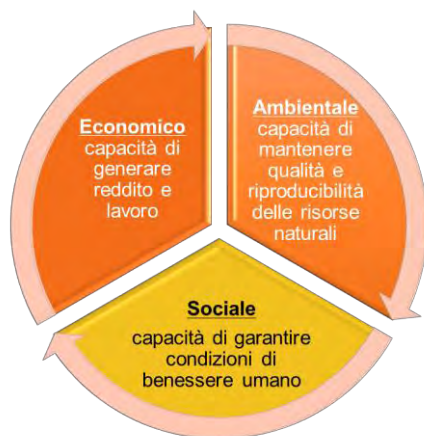 Economico
capacità di
generare
reddito e
lavoro
Ambientale
capacità di
mantenere
qualità e
riproducibilità
delle risorse
naturali
Sociale
capacità di garantire
condizioni di
benessere umano